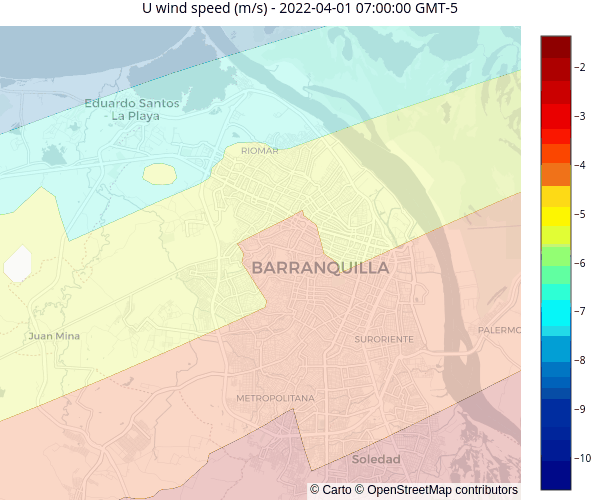 U wind speed (m/s) - 2022-04-01 07:00:00 GMT-5
Eduardo Santos
- La Playa
RIOMAR
BARRANQUILLA
Juan Mina
SURORIENTE
PALERMO
METROPOLITANA
Soledad
© Carto © OpenStreetMap contributors
−2
−3
−4
−5
−6
−7
−8
−9
−10